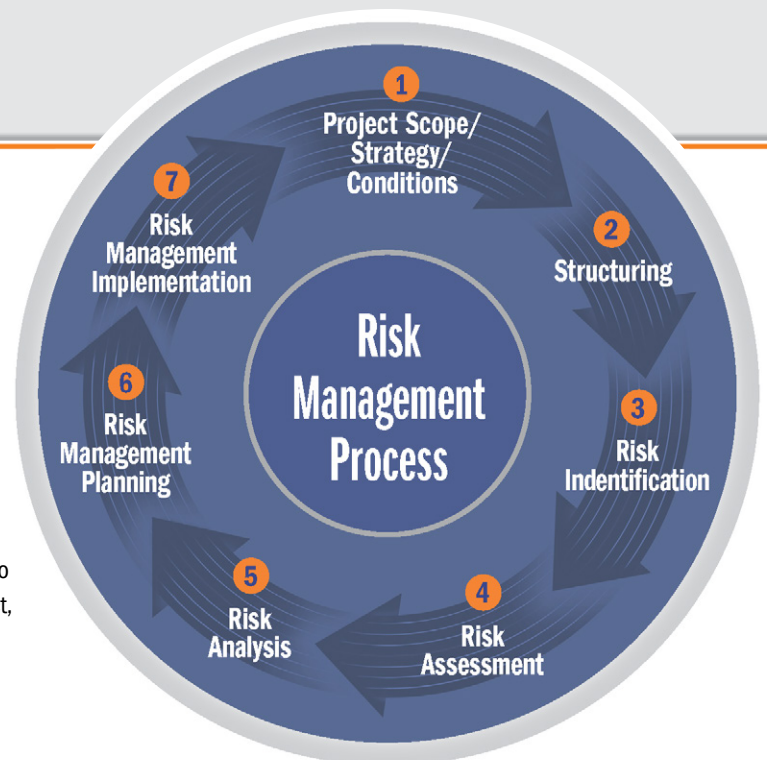 Risk
Management
Process
1
Project Scope/
Strategy/
Conditions
2
Structuring
3
Risk
Indentification
4
Risk
Assessment
5
Risk
Analysis
6
Risk
Management
Planning
7
Risk
Management
Implementation